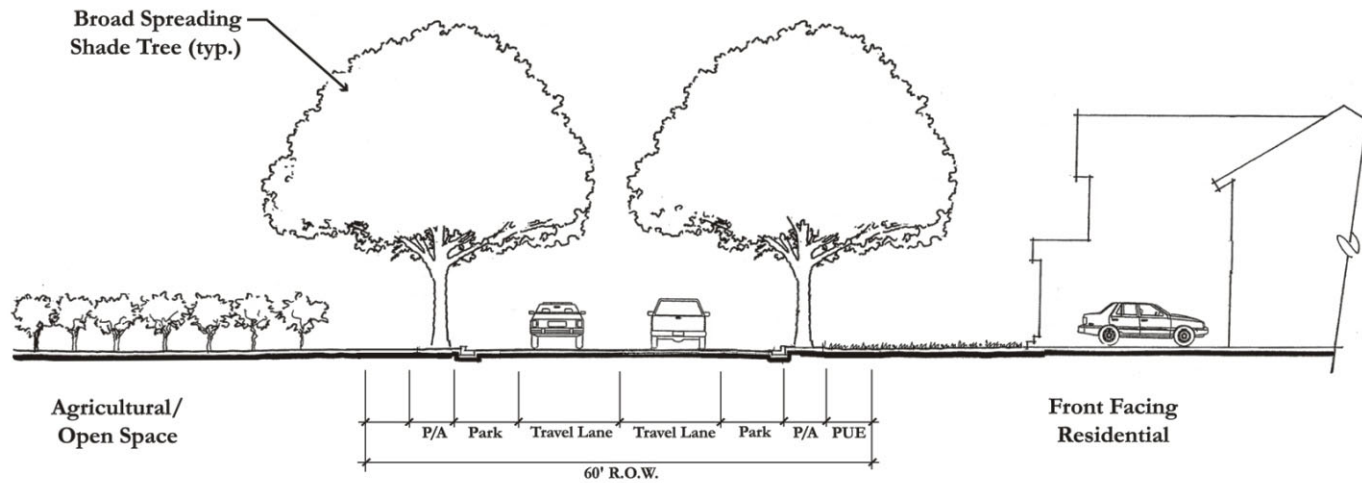 Broad Spreading
Shade Tree (typ.)
Agricultural/
Open Space
Front Facing
Residential
P/A
Park
Travel Lane
Travel Lane
Park
P/A
PUE
60' R.O.W.